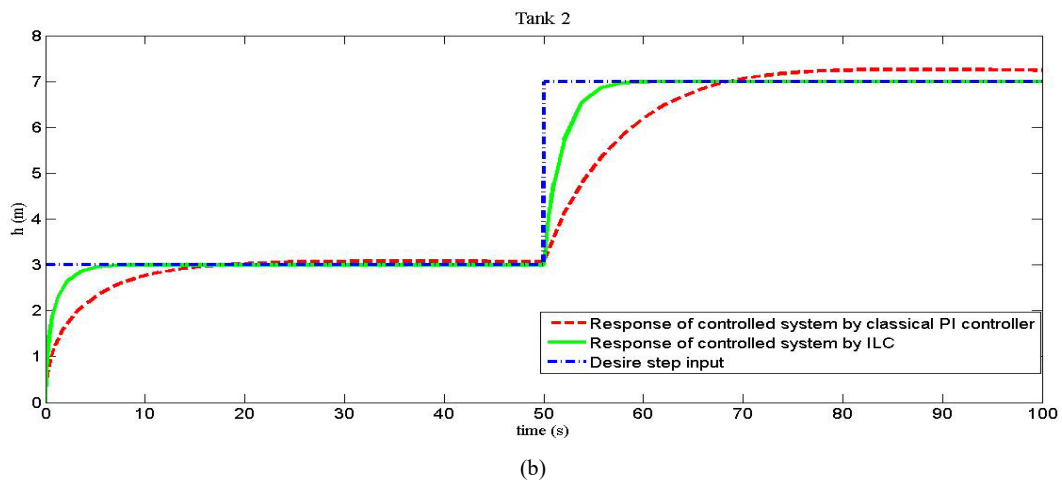 Tank 2
8
7
6
5
4
3
2
1
0
h (m)
Response of controlled system by classical PI controller
Response of controlled system by ILC
Desire step input
0 10 20 30 40 50 60 70 80 90 100
time (s)
(b)